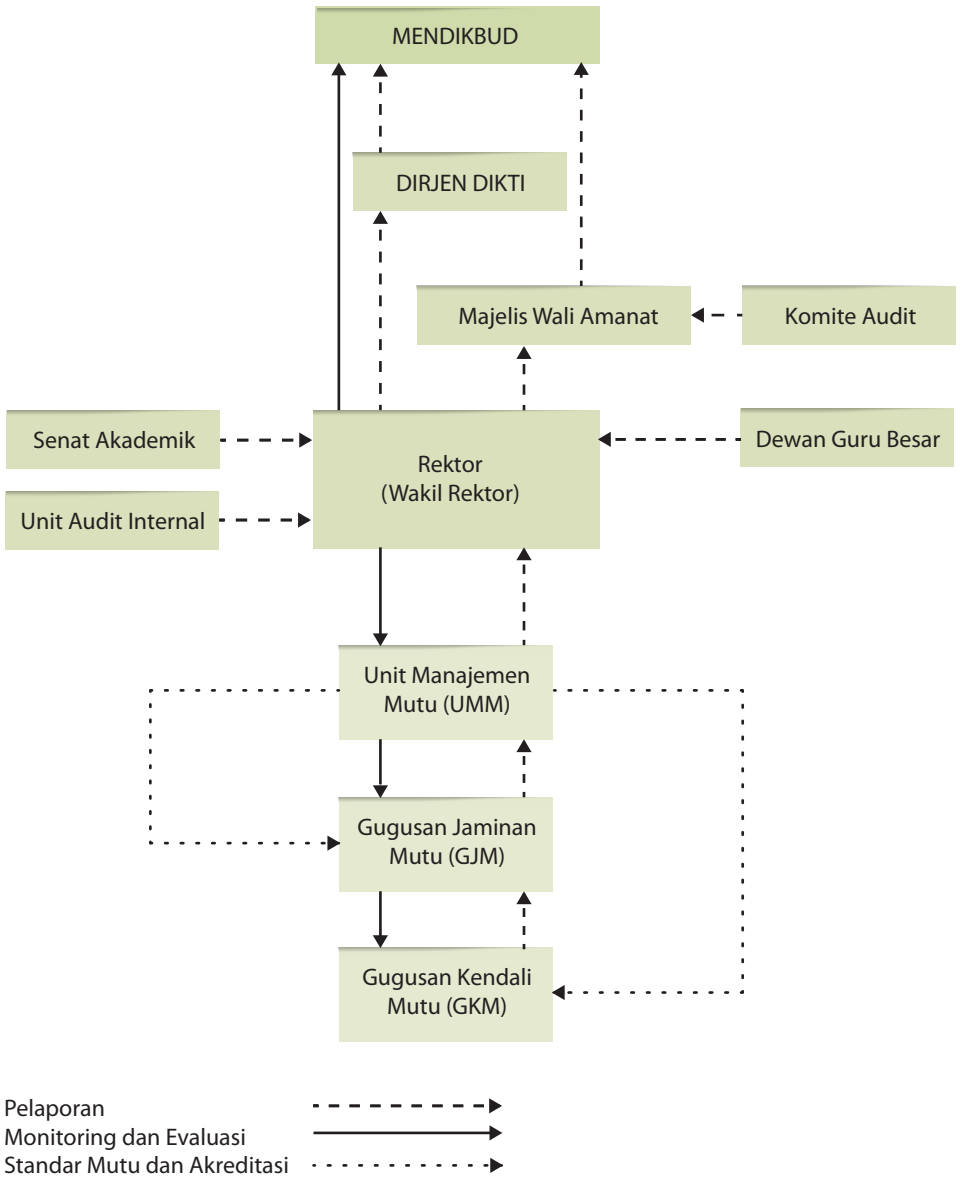 MENDIKBUD
DIRJEN DIKTI
Majelis Wali Amanat
Komite Audit
Senat Akademik
Dewan Guru Besar
Rektor
(Wakil Rektor)
Unit Audit Internal
Unit Manajemen
Mutu (UMM)
Gugusan Jaminan
Mutu (GJM)
Gugusan Kendali
Mutu (GKM)
Pelaporan
Monitoring dan Evaluasi
Standar Mutu dan Akreditasi